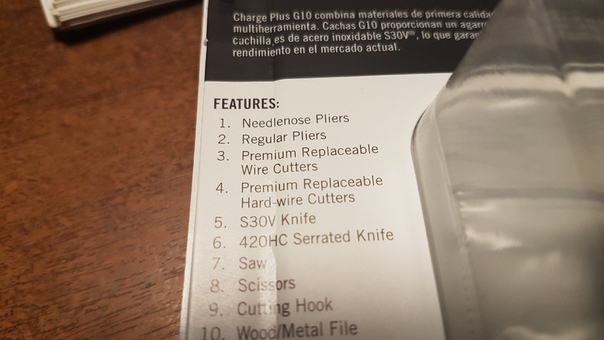 Charge Plus G10 combina materiales de primera
multiherramienta. Cachas G10 proporcionan un
cuchilla es de acero inoxidable S30V®, lo que
rendimiento en el mercado actual.
FEATURES:
1. Needlenose Pliers
2. Regular Pliers
3. Premium Replaceable
Wire Cutters
4. Premium Replaceable
Hard-wire Cutters
5. S30V Knife
6. 420HC Serrated Knife
7. Saw
8. Scissors
9. Cutting Hook
10. Wood/Metal File